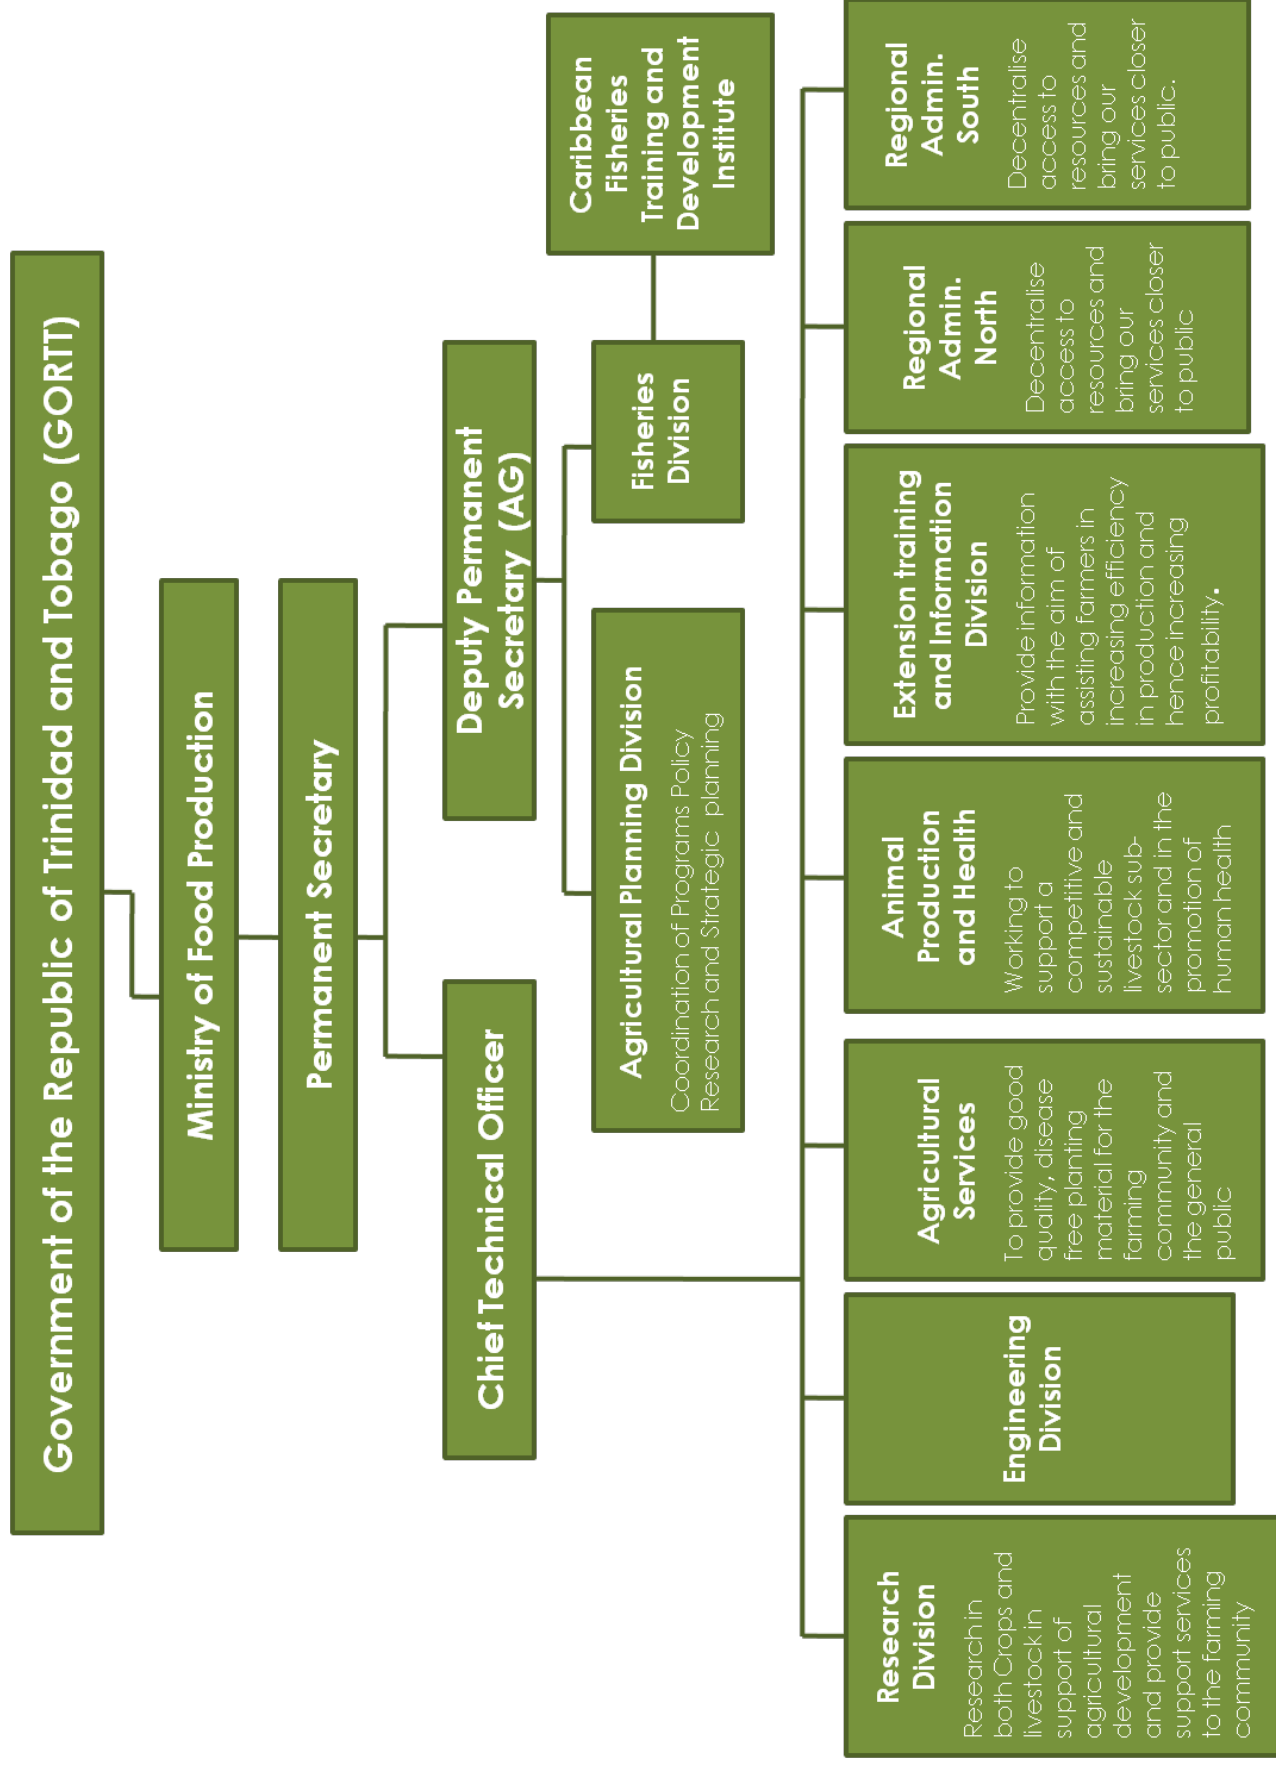 Government of the Republic of Trinidad and Tobago (GORTT)
Ministry of Food Production
Permanent Secretary
Chief Technical Officer
Deputy Permanent
Secretary (AG)
Agricultural Planning Division
Coordination of Programs Policy
Research and Strategic planning
Fisheries
Division
Caribbean
Fisheries
Training and
Development
Institute
Research
Division
Research in
both Crops and
livestock in
support of
agricultural
development
and provide
support services
to the farming
community
Engineering
Division
Agricultural
Services
To provide good
quality, disease
free planting
material for the
farming
community and
the general
public
Animal
Production
and Health
Working to
support a
competitive and
sustainable
livestock sub-
sector and in the
promotion of
human health
Extension training
and Information
Division
Provide information
with the aim of
assisting farmers in
increasing efficiency
in production and
hence increasing
profitability.
Regional
Admin.
North
Decentralise
access to
resources and
bring our
services closer
to public
Regional
Admin.
South
Decentralise
access to
resources and
bring our
services closer
to public.